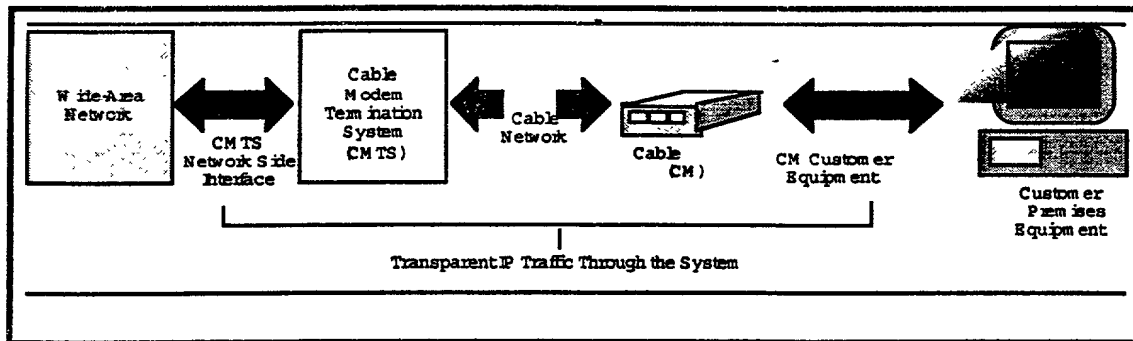 Wide-Area
Network
CMTS
Network Side
Interface
Cable
Modem
Termination
System
(CMTS)
Cable
Network
Cable
(CM)
CM Customer
Equipment
Customer
Premises
Equipment
Transparent IP Traffic Through the System